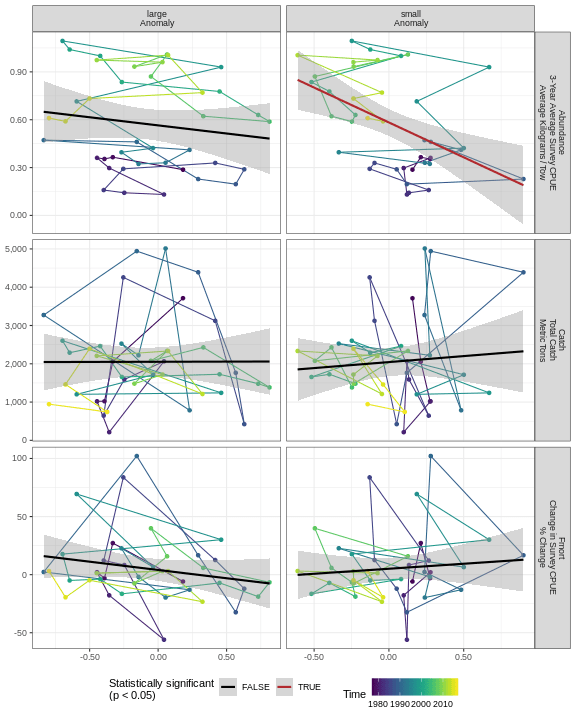 large
Anomaly
small
Anomaly
0.90
0.60
0.30
0.00
Abundance
3-Year Average Survey CPUE
Average Kilograms / Tow
5,000
4,000
3,000
2,000
1,000
0
Catch
Total Catch
Metric Tons
100
50
0
-50
Fmort
Change in Survey CPUE
% Change
-0.50
0.00
0.50
-0.50
0.00
0.50
Statistically significant
(p < 0.05)
FALSE
TRUE
Time
1980 1990 2000 2010